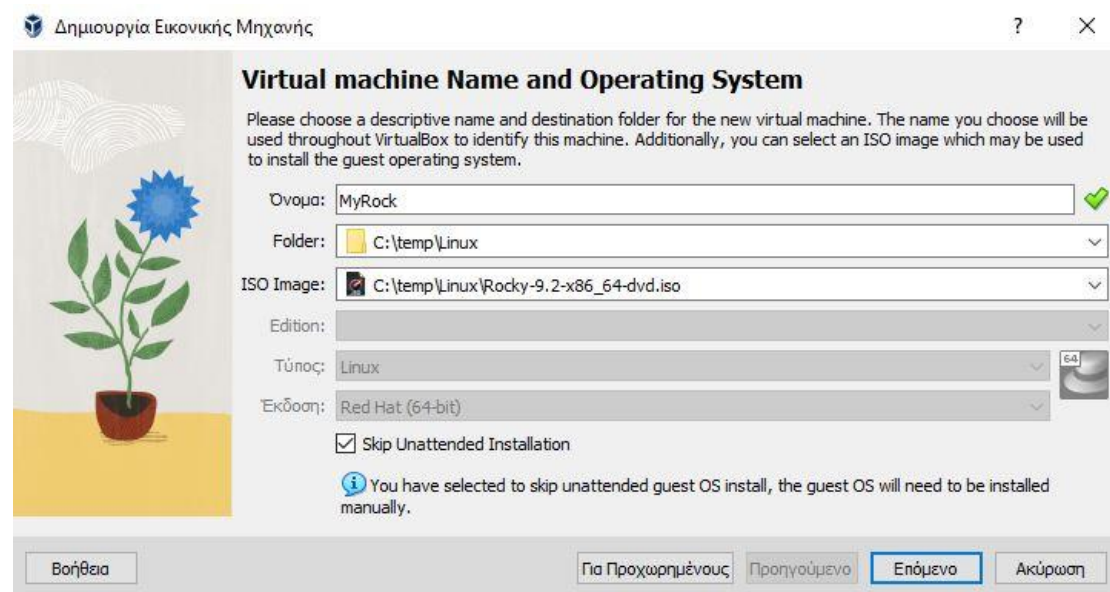 Δημιουργία Εικονικής Μηχανής
?
Virtual machine Name and Operating System
Please choose a descriptive name and destination folder for the new virtual machine. The name you choose will be
used throughout VirtualBox to identify this machine. Additionally, you can select an ISO image which may be used
to install the guest operating system.
Όνομα: MyRock
Folder: C:\temp\Linux
ISO Image: C:\temp\Linux\Rocky-9.2-x86_64-dvd.iso
Edition:
Τύπος: Linux
64
Έκδοση: Red Hat (64-bit)
Skip Unattended Installation
You have selected to skip unattended guest OS install, the guest OS will need to be installed
manually.
Βοήθεια Για Προχωρημένους Προηγούμενο Επόμενο Ακύρωση